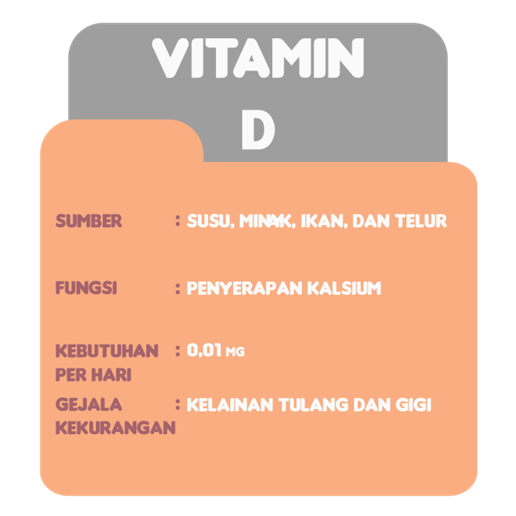 VITAMIN
D
SUMBER : SUSU, MINYAK, IKAN, DAN TELUR
FUNGSI : PENYERAPAN KALSIUM
KEBUTUHAN : 0,01 MG
PER HARI
GEJALA : KELAINAN TULANG DAN GIGI
KEKURANGAN